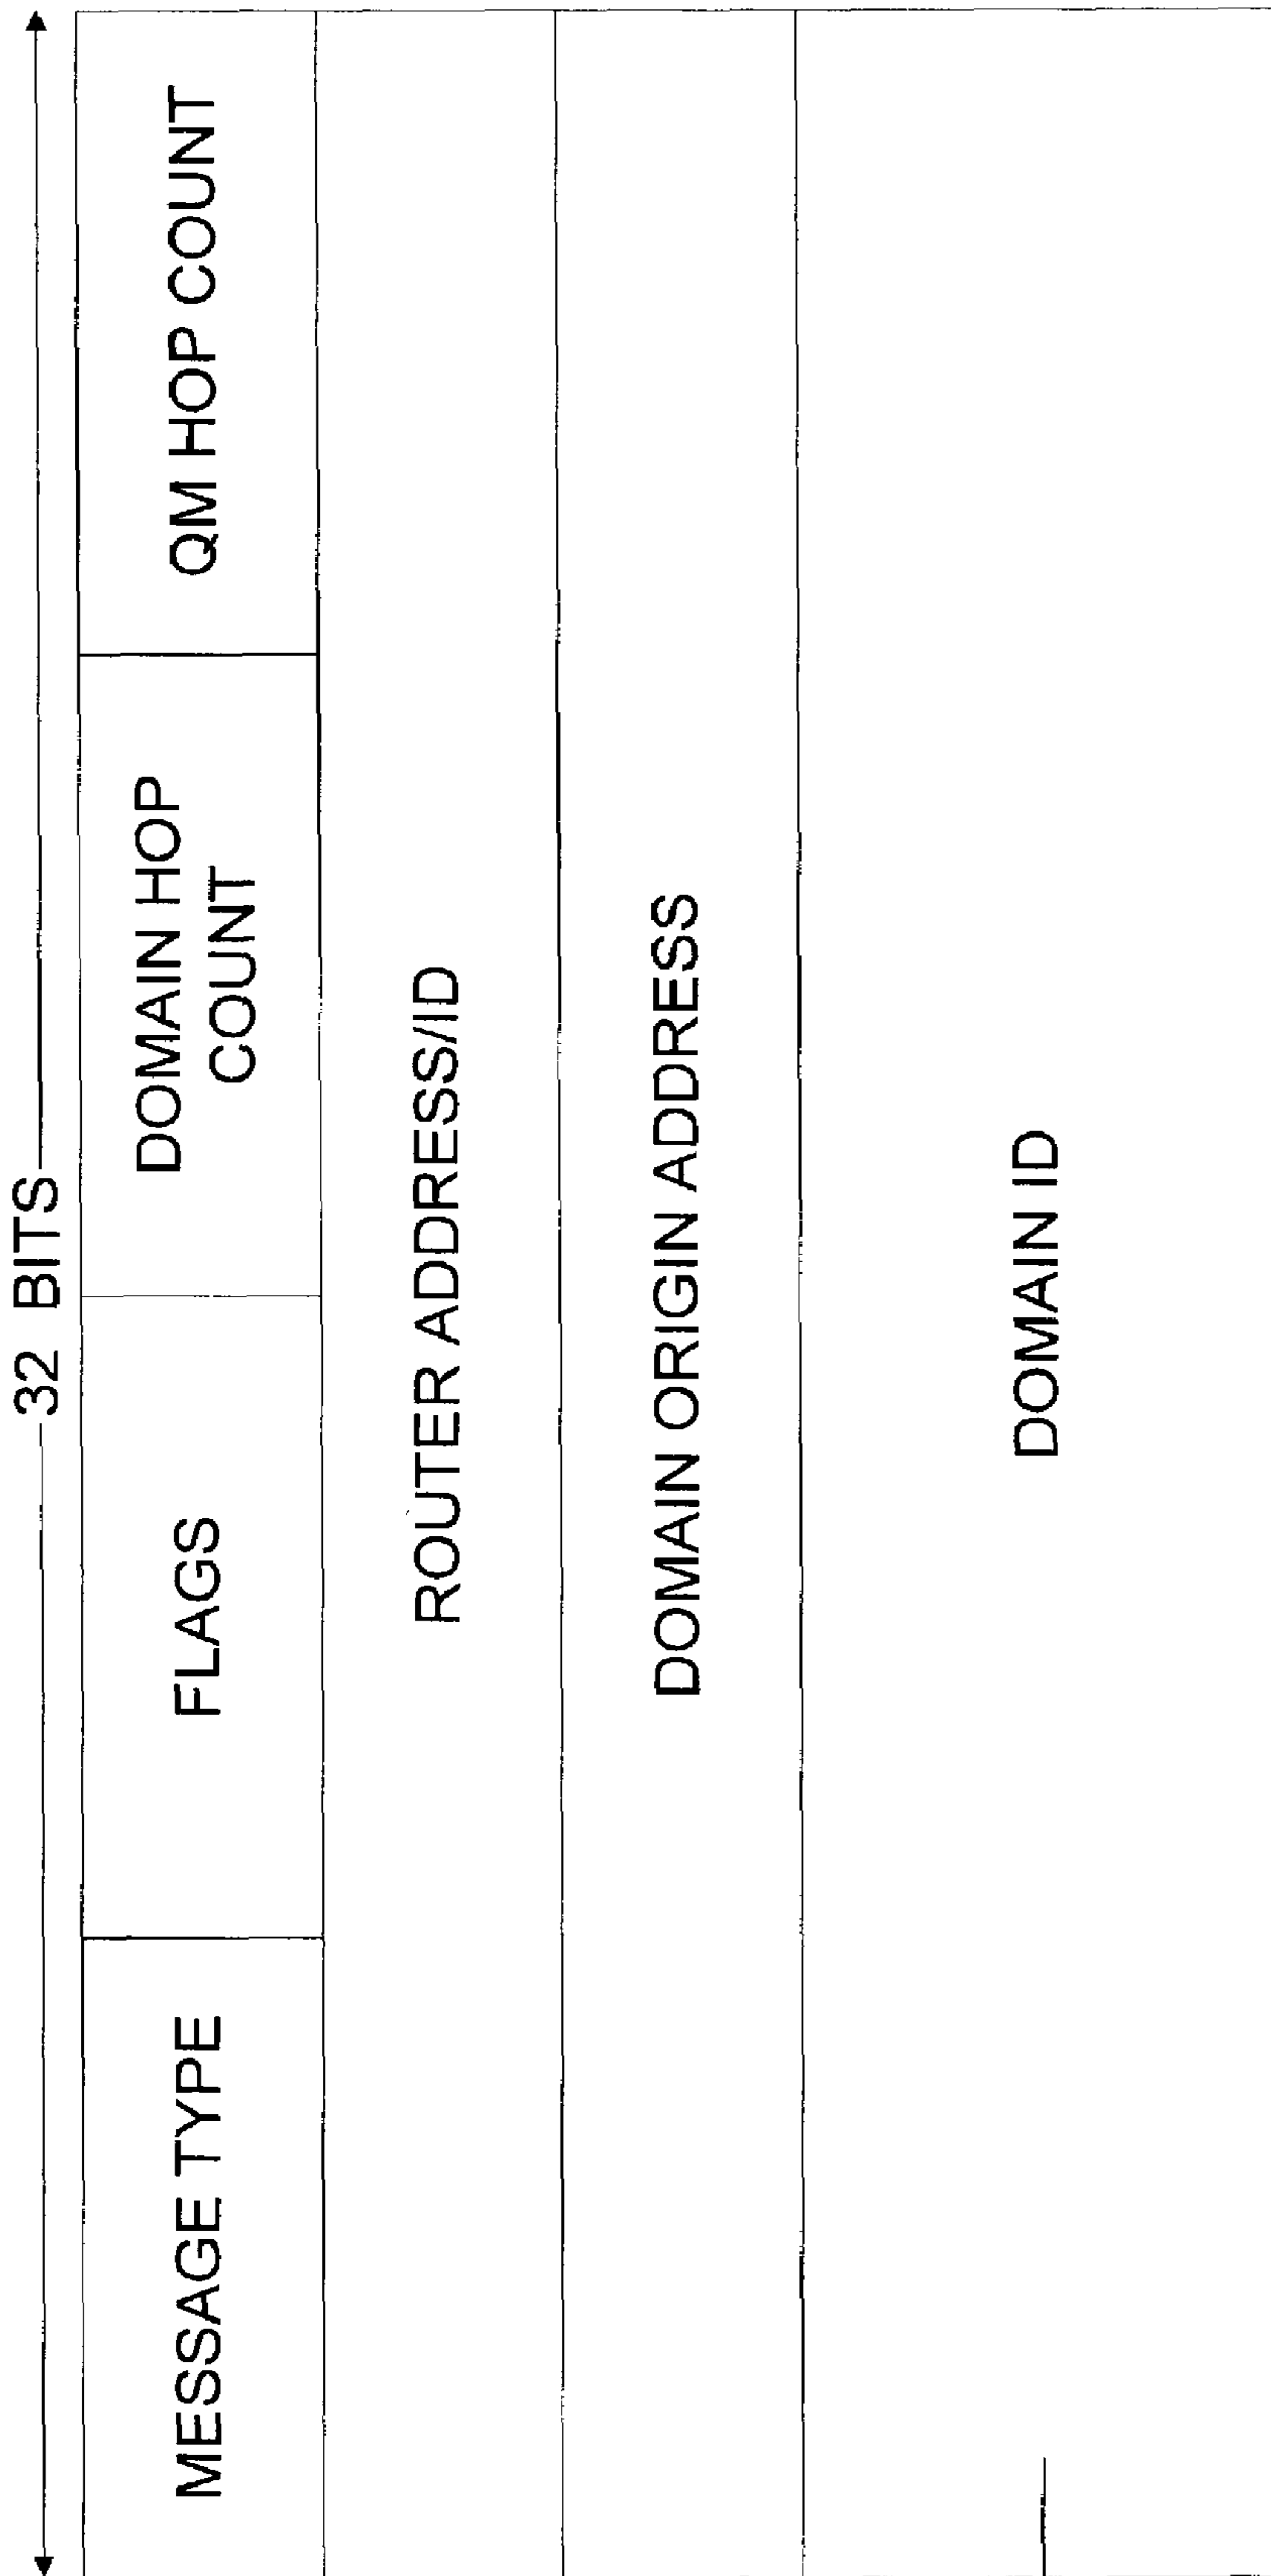 32 BITS
MESSAGE TYPE
FLAGS
DOMAIN HOP
COUNT
QM HOP COUNT
ROUTER ADDRESS/ID
DOMAIN ORIGIN ADDRESS
DOMAIN ID